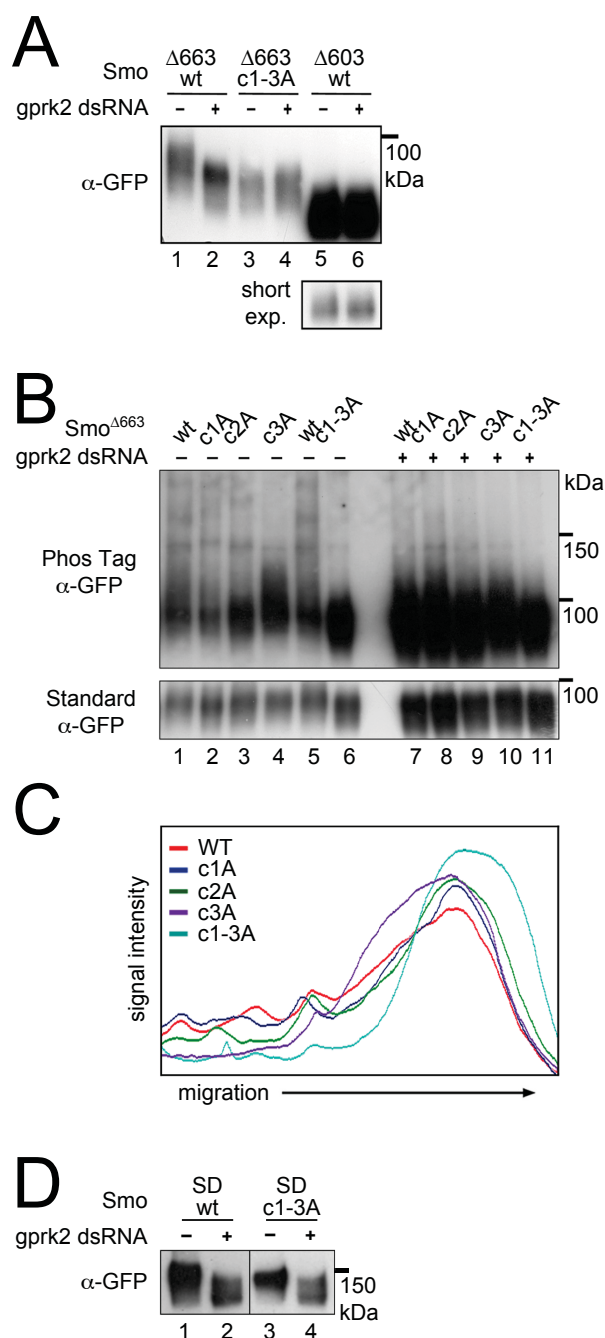 A
Smo Δ663 wt Δ663 c1-3A Δ603 wt
gprk2 dsRNA − + − + − +
α-GFP
100
kDa
1 2 3 4 5 6
short
exp.
B
Smo^Δ663 wt c1A c2A c3A wt c1-3A wt c1A c2A c3A c1-3A
gprk2 dsRNA − − − − − − + + + + +
kDa
Phos Tag
α-GFP
150
100
Standard
α-GFP
100
1 2 3 4 5 6 7 8 9 10 11
C
signal intensity
WT
c1A
c2A
c3A
c1-3A
migration
D
Smo SD wt SD c1-3A
gprk2 dsRNA − + − +
α-GFP
150
kDa
1 2 3 4